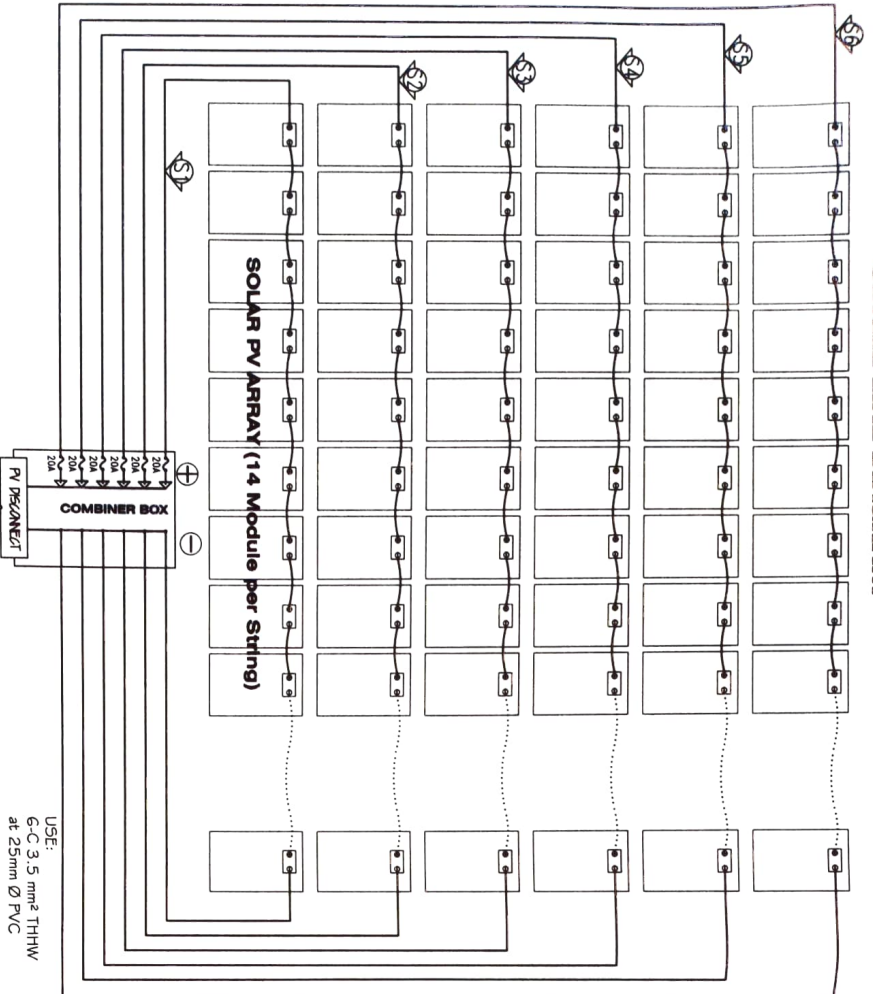 S6
S5
S4
S3
S2
S1
SOLAR PV ARRAY (14 Module per String)
+
−
20A
20A
20A
20A
20A
20A
COMBINER BOX
PV DISCONNECT
USE:
6-C 3.5 mm² THHW
at 25mm Ø PVC